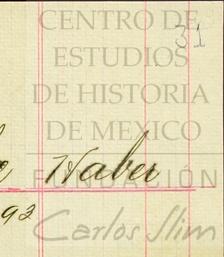 CENTRO DE
31
ESTUDIOS
DE HISTORIA
DE MEXICO
Haber
FUNDACIÓN
92
Carlos Slim